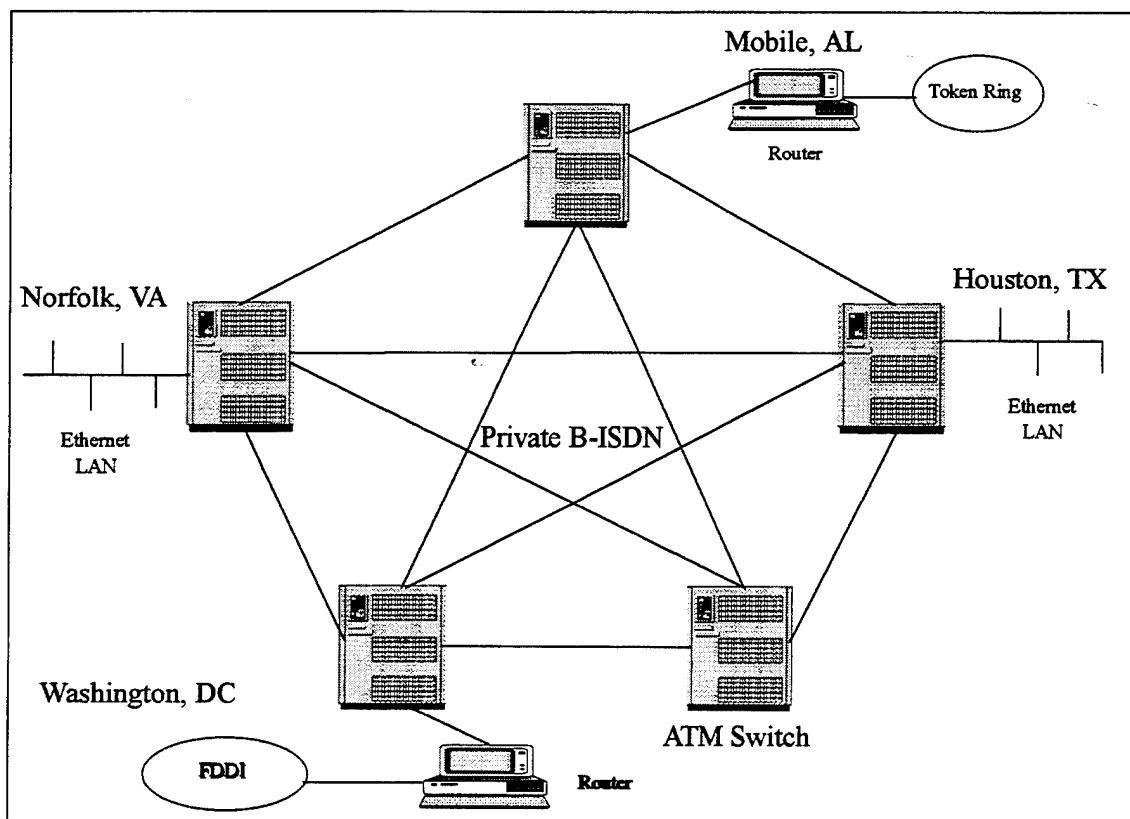 Mobile, AL
Token Ring
Router
Norfolk, VA
Houston, TX
Ethernet
LAN
Ethernet
LAN
Private B-ISDN
Washington, DC
ATM Switch
FDDI
Router